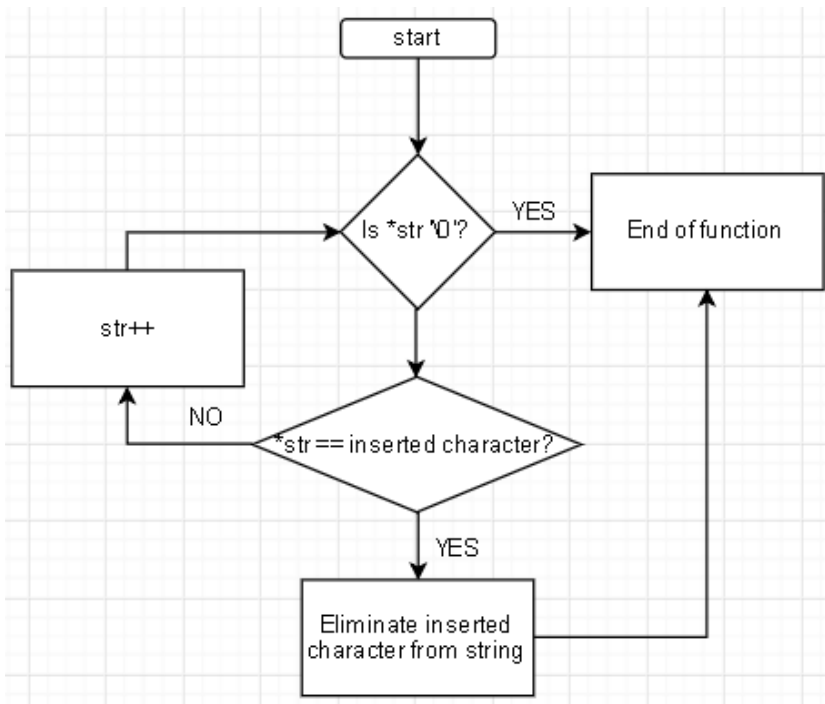 start
Is *str '\0'?
YES
End of function
str++
NO
*str == inserted character?
YES
Eliminate inserted
character from string